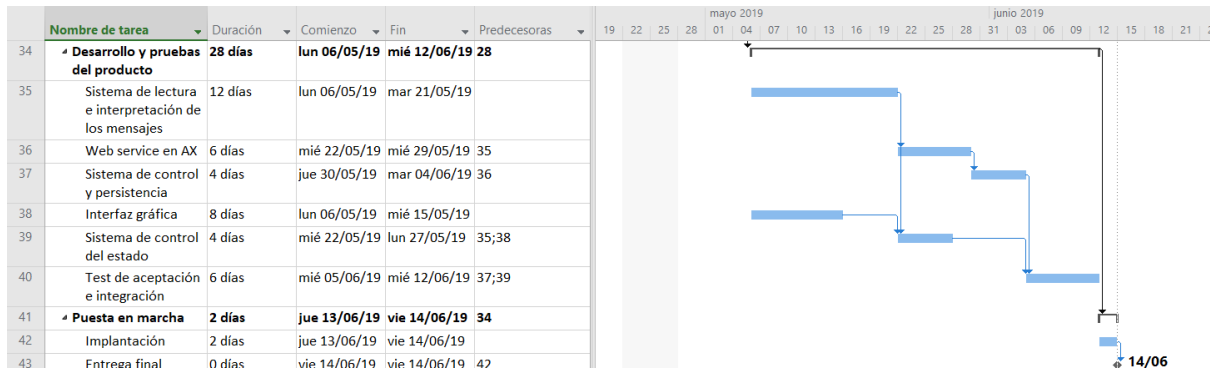 mayo 2019 junio 2019
Nombre de tarea Duración Comienzo Fin Predecesoras 19 22 25 28 01 04 07 10 13 16 19 22 25 28 31 03 06 09 12 15 18 21
34 Desarrollo y pruebas 28 días lun 06/05/19 mié 12/06/19 28
del producto
35 Sistema de lectura 12 días lun 06/05/19 mar 21/05/19
e interpretación de
los mensajes
36 Web service en AX 6 días mié 22/05/19 mié 29/05/19 35
37 Sistema de control 4 días jue 30/05/19 mar 04/06/19 36
y persistencia
38 Interfaz gráfica 8 días lun 06/05/19 mié 15/05/19
39 Sistema de control 4 días mié 22/05/19 lun 27/05/19 35;38
del estado
40 Test de aceptación 6 días mié 05/06/19 mié 12/06/19 37;39
e integración
41 Puesta en marcha 2 días jue 13/06/19 vie 14/06/19 34
42 Implantación 2 días jue 13/06/19 vie 14/06/19
43 Entrega final 0 días vie 14/06/19 vie 14/06/19 42 14/06